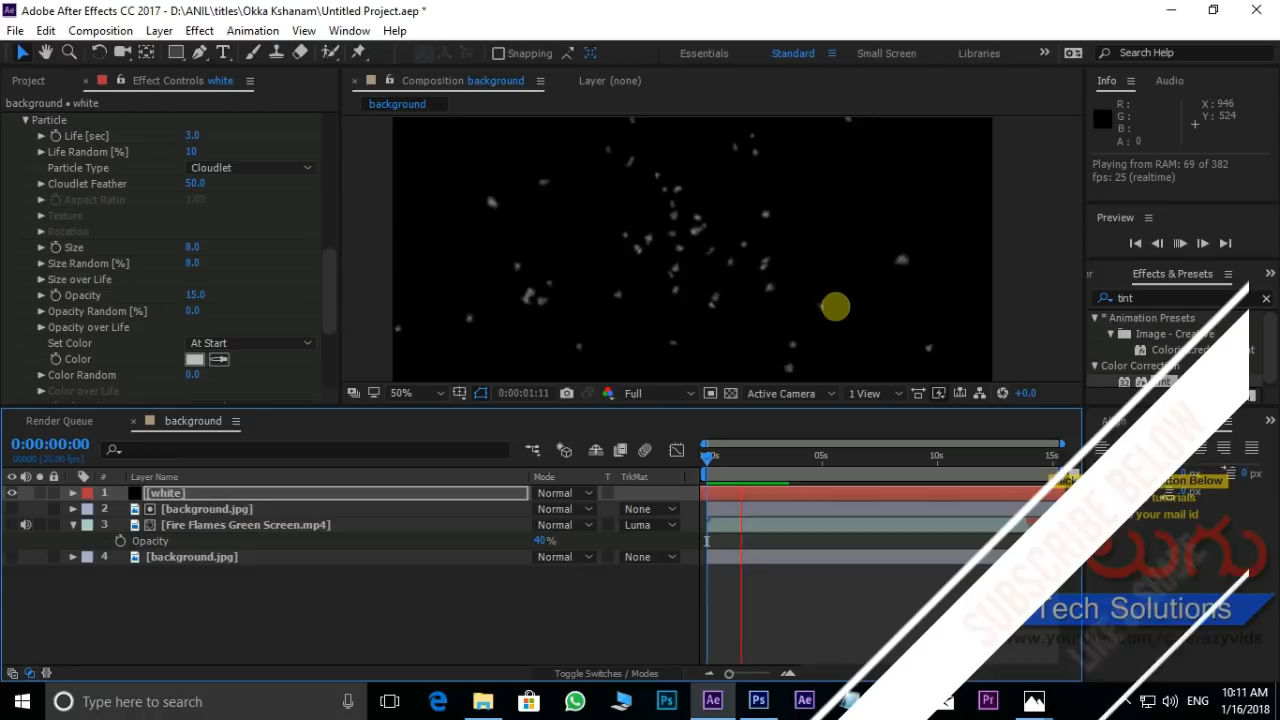 Adobe After Effects CC 2017 - D:\ANIL\titles\Okka Kshanam\Untitled Project.aep *
File Edit Composition Layer Effect Animation View Window Help
Snapping Essentials Standard Small Screen Libraries Search Help
Project Effect Controls white Composition background Layer (none) Info Audio
background • white
background
Particle
Life [sec] 3.0
Life Random [%] 10
Particle Type Cloudlet
Cloudlet Feather 50.0
Aspect Ratio 1.00
Texture
Rotation
Size 8.0
Size Random [%] 8.0
Size over Life
Opacity 15.0
Opacity Random [%] 0.0
Opacity over Life
Set Color At Start
Color
Color Random 0.0
Color over Life
R :
G :
B :
A : 0
X : 946
Y : 524
Playing from RAM: 69 of 382
fps: 25 (realtime)
Preview
Effects & Presets
tint
* Animation Presets
Image - Creative
Color Correction
50% 0:00:01:11 Full Active Camera 1 View +0.0
Render Queue background
0:00:00:00
00000 (25.00 fps)
05s 10s 15s
# Layer Name Mode T TrkMat
1 [white] Normal
2 [background.jpg] Normal None
3 [Fire Flames Green Screen.mp4] Normal Luma
Opacity 40%
4 [background.jpg] Normal None
Toggle Switches / Modes
Align
0 px
tton Below
tutorials
your mail id
SUBSCRIBE
Tech Solutions
Type here to search
ENG
10:11 AM
1/16/2018